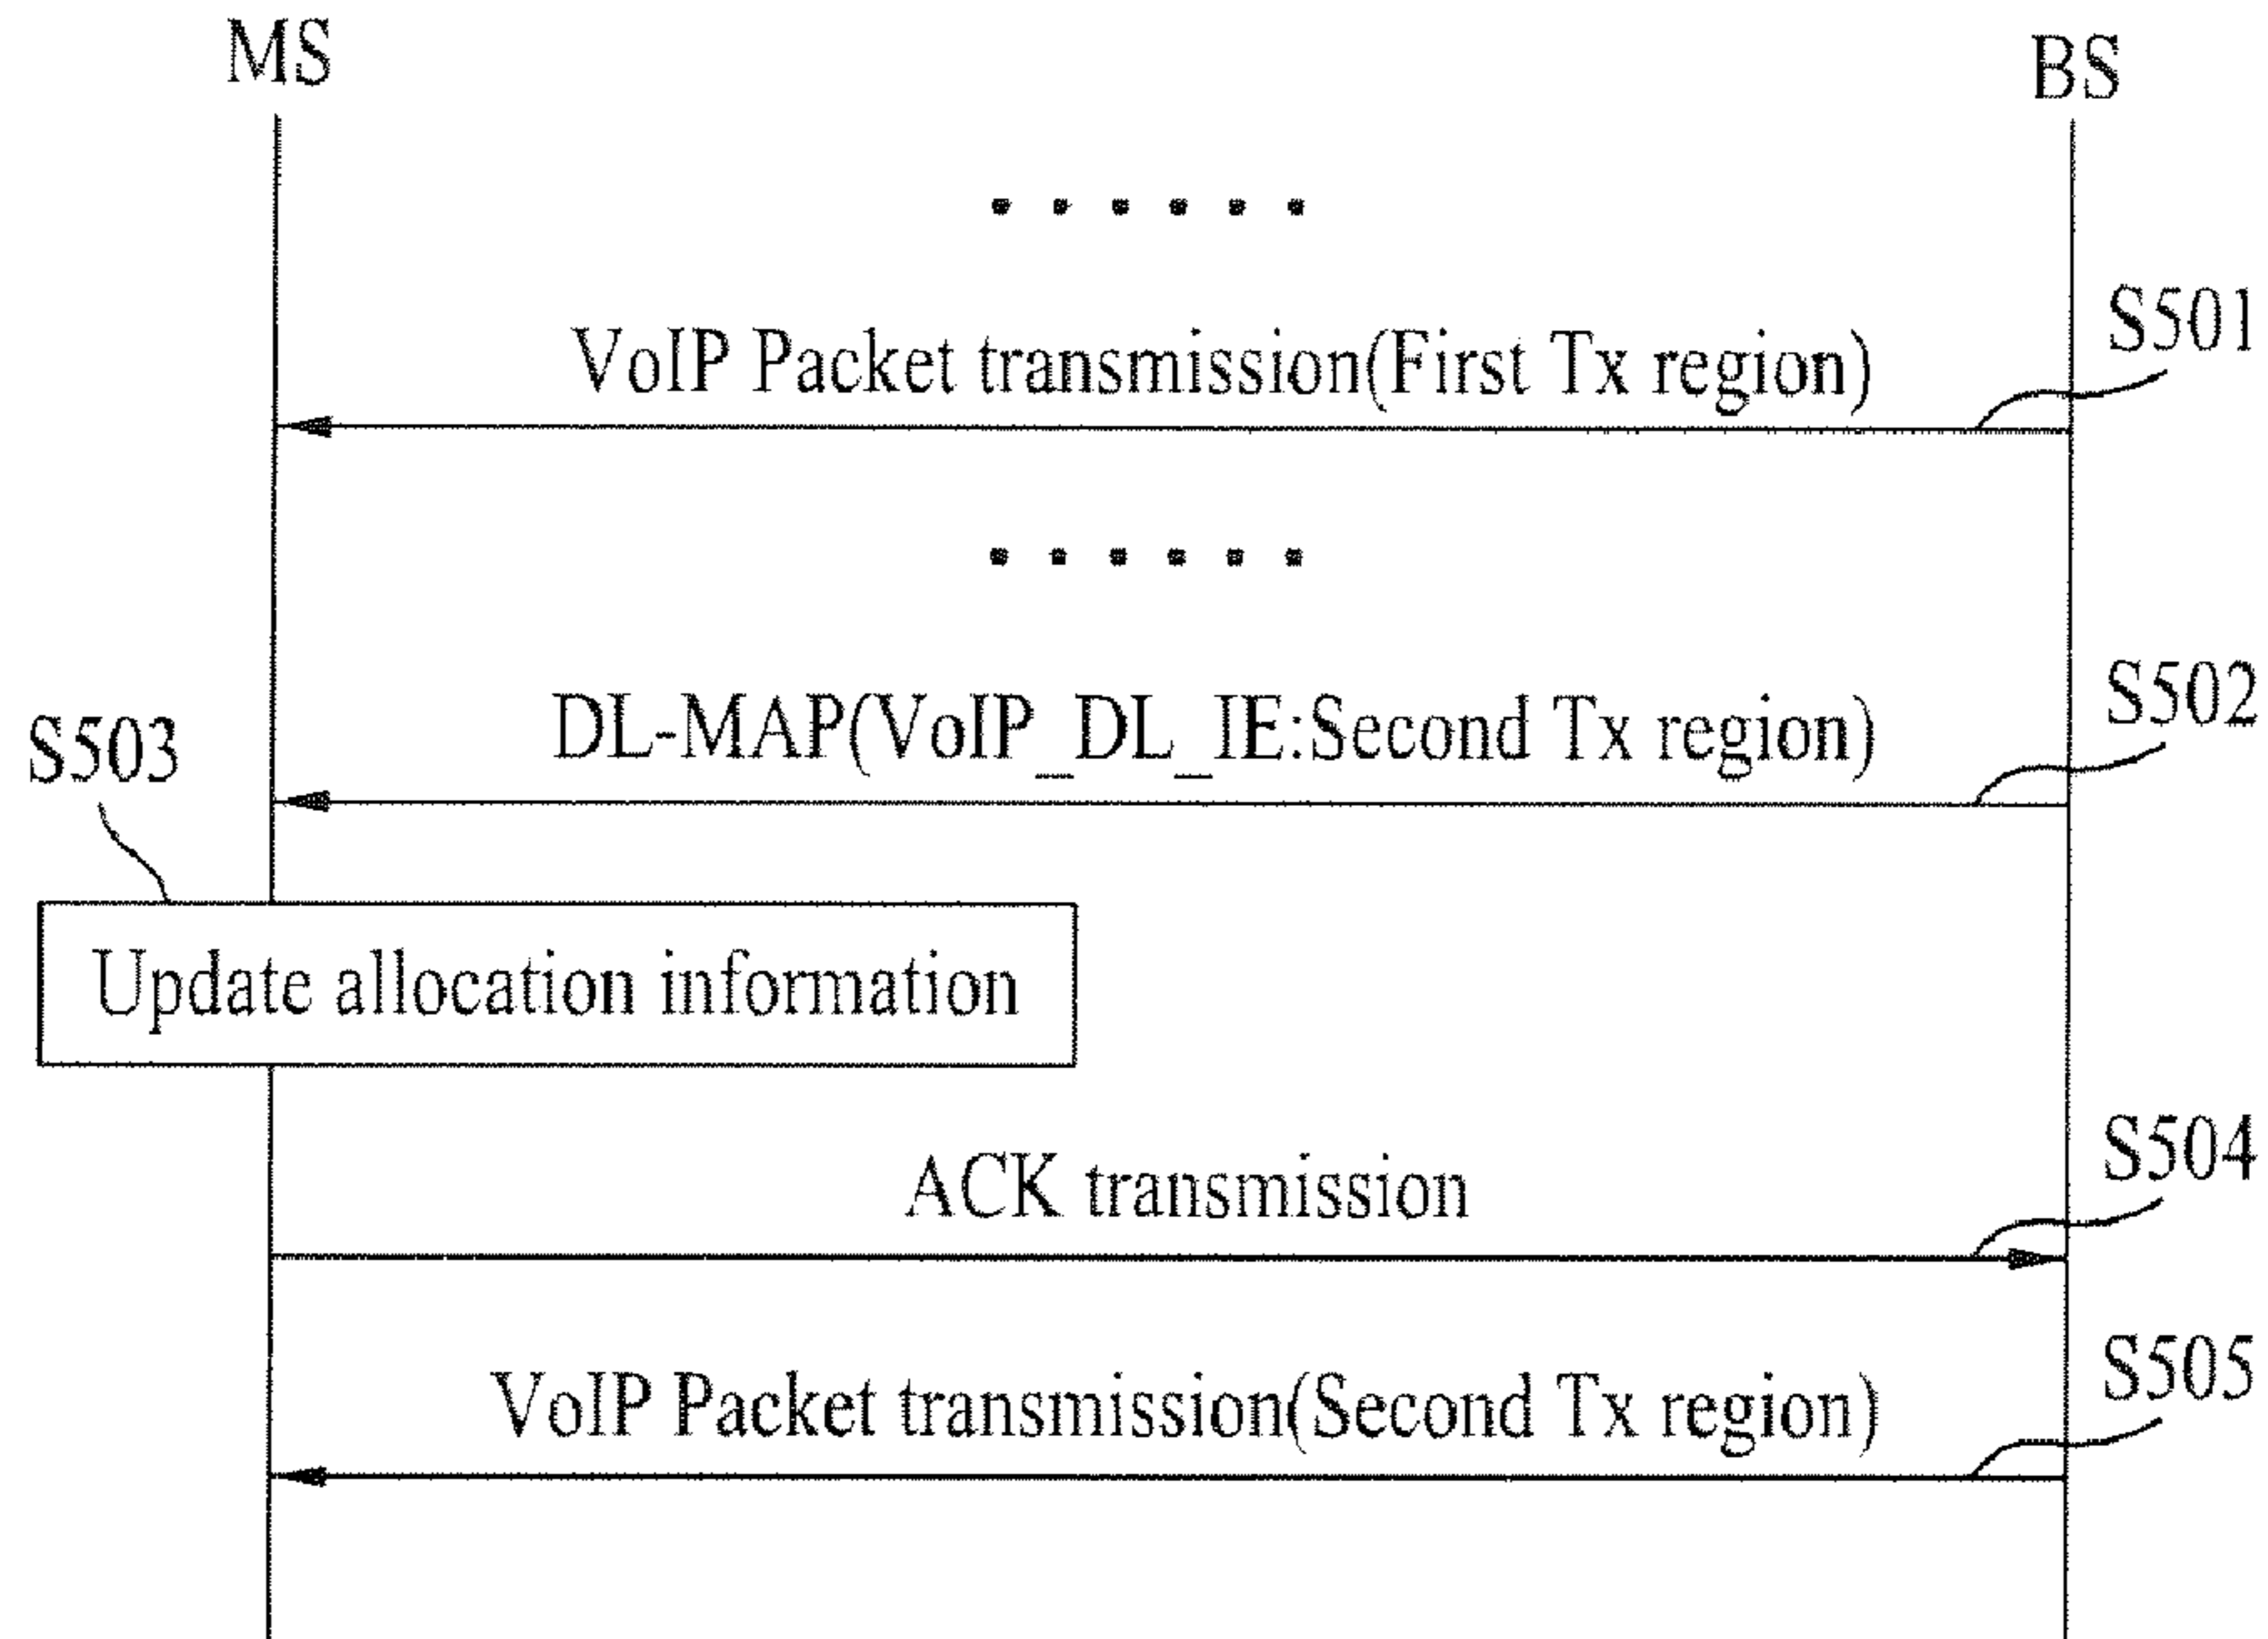 MS
BS
S501
VoIP Packet transmission(First Tx region)
S502
DL-MAP(VoIP_DL_IE:Second Tx region)
S503
Update allocation information
S504
ACK transmission
S505
VoIP Packet transmission(Second Tx region)